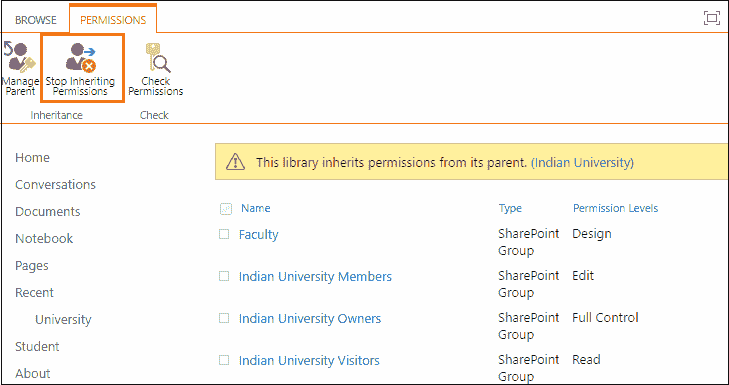 BROWSE PERMISSIONS
Manage Stop Inheriting Check
Parent Permissions Permissions
Inheritance Check
Home
Conversations
Documents
Notebook
Pages
Recent
University
Student
About
This library inherits permissions from its parent. (Indian University)
Name Type Permission Levels
Faculty SharePoint Design
Group
Indian University Members SharePoint Edit
Group
Indian University Owners SharePoint Full Control
Group
Indian University Visitors SharePoint Read
Group